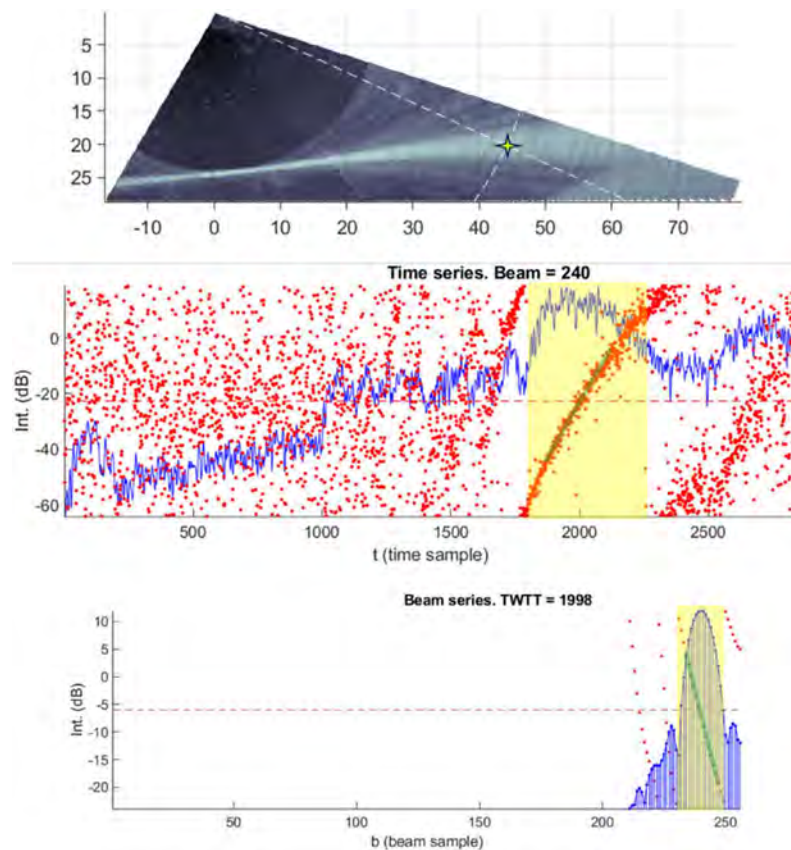 5
10
15
20
25
-10 0 10 20 30 40 50 60 70
Time series. Beam = 240
Int. (dB)
0
-20
-40
-60
500 1000 1500 2000 2500
t (time sample)
Beam series. TWTT = 1998
Int. (dB)
10
5
0
-5
-10
-15
-20
50 100 150 200 250
b (beam sample)